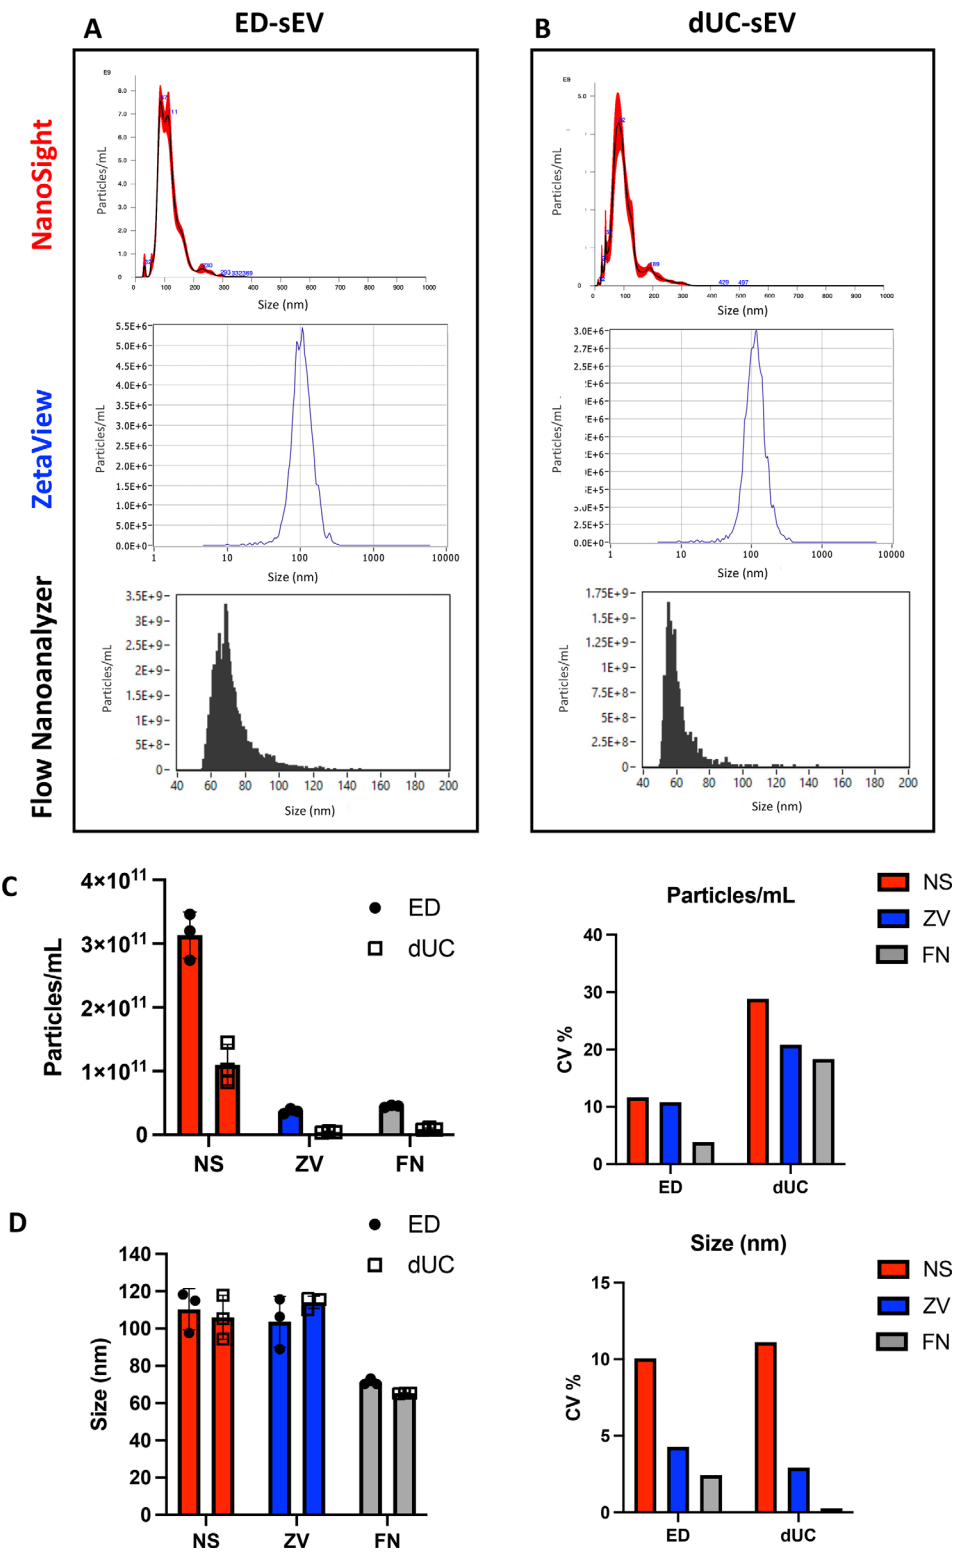 A
ED-sEV
B
dUC-sEV
NanoSight
E9
Particles/mL
8.0
7.0
6.0
5.0
4.0
3.0
2.0
1.0
0
11
293
0 100 200 300 400 500 600 700 800 900 1000
Size (nm)
E9
Particles/mL
5.0
0
429 497
0 100 200 300 400 500 600 700 800 900 1000
Size (nm)
ZetaView
Particles/mL
5.5E+6
5.0E+6
4.5E+6
4.0E+6
3.5E+6
3.0E+6
2.5E+6
2.0E+6
1.5E+6
1.0E+6
5.0E+5
0.0E+0
1 10 100 1000 10000
Size (nm)
Particles/mL
3.0E+6
2.7E+6
2.5E+5
0.0E+0
1 10 100 1000 10000
Size (nm)
Flow Nanoanalyzer
Particles/mL
3.5E+9
3E+9
2.5E+9
2E+9
1.5E+9
1E+9
5E+8
0
40 60 80 100 120 140 160 180 200
Size (nm)
Particles/mL
1.75E+9
1.5E+9
1.25E+9
1E+9
7.5E+8
5E+8
2.5E+8
0
40 60 80 100 120 140 160 180 200
Size (nm)
C
Particles/mL
4×10¹¹
3×10¹¹
2×10¹¹
1×10¹¹
0
ED
dUC
NS ZV FN
Particles/mL
NS
ZV
FN
CV %
40
30
20
10
0
ED dUC
D
Size (nm)
140
120
100
80
60
40
20
0
ED
dUC
NS ZV FN
Size (nm)
NS
ZV
FN
CV %
15
10
5
0
ED dUC